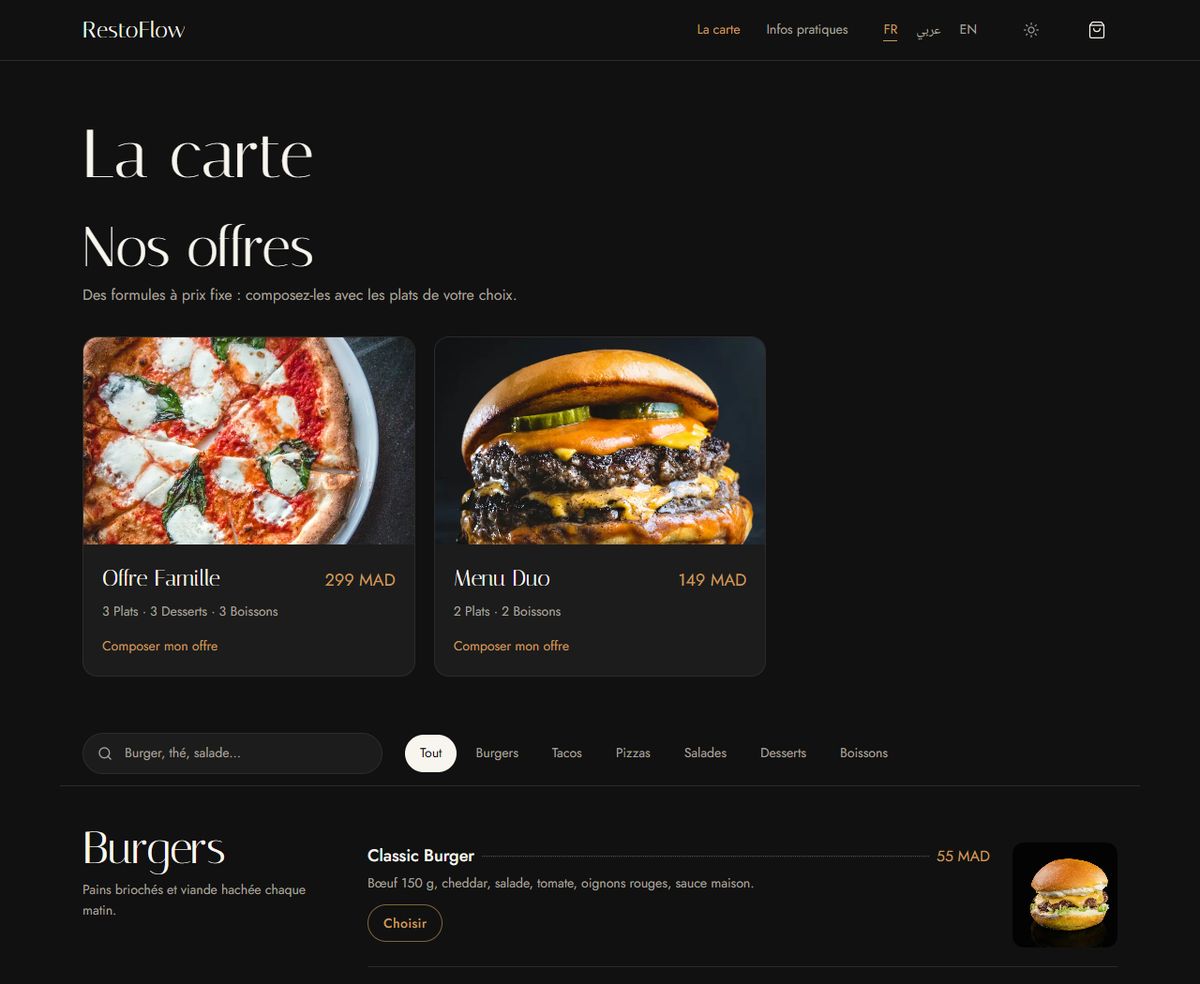 RestoFlow
La carte
Infos pratiques
FR
عربي
EN
La carte
Nos offres
Des formules à prix fixe : composez-les avec les plats de votre choix.
Offre Famille
299 MAD
3 Plats · 3 Desserts · 3 Boissons
Composer mon offre
Menu Duo
149 MAD
2 Plats · 2 Boissons
Composer mon offre
Burger, thé, salade...
Tout
Burgers
Tacos
Pizzas
Salades
Desserts
Boissons
Burgers
Pains briochés et viande hachée chaque
matin.
Classic Burger
55 MAD
Bœuf 150 g, cheddar, salade, tomate, oignons rouges, sauce maison.
Choisir